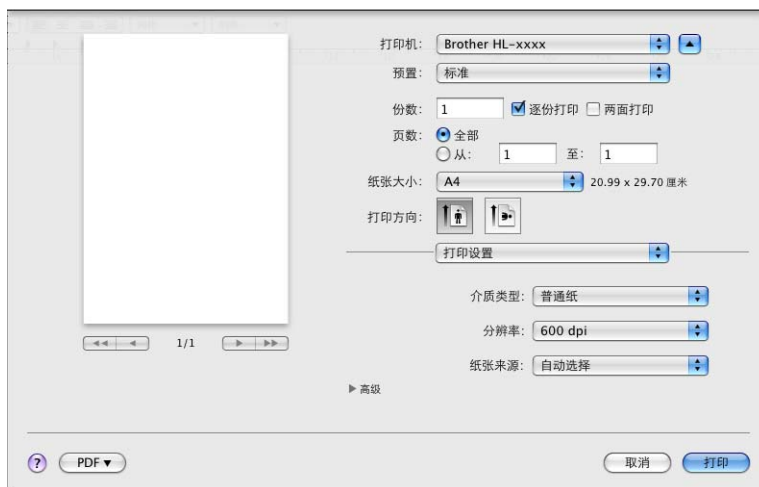 打印机： Brother HL-xxxx
预置： 标准
份数： 1 逐份打印 两面打印
页数： 全部
从： 1 至： 1
纸张大小： A4 20.99 x 29.70 厘米
打印方向：
打印设置
介质类型： 普通纸
分辨率： 600 dpi
纸张来源： 自动选择
高级
1/1
? PDF 取消 打印